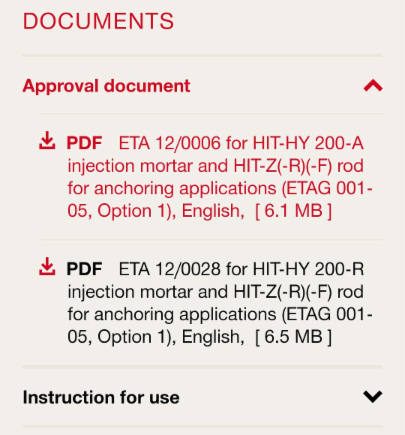 DOCUMENTS
Approval document
PDF ETA 12/0006 for HIT-HY 200-A
injection mortar and HIT-Z(-R)(-F) rod
for anchoring applications (ETAG 001-
05, Option 1), English, [ 6.1 MB ]
PDF ETA 12/0028 for HIT-HY 200-R
injection mortar and HIT-Z(-R)(-F) rod
for anchoring applications (ETAG 001-
05, Option 1), English, [ 6.5 MB ]
Instruction for use